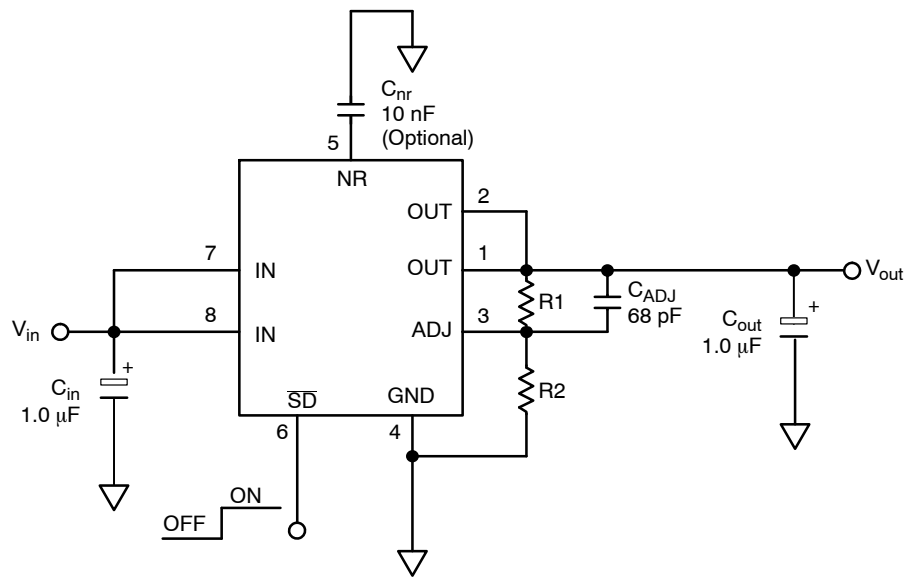 C_nr
10 nF
(Optional)
5
NR
2
OUT
7
1
IN
OUT
V_out
R1
C_ADJ
68 pF
+
C_out
1.0 μF
8
3
V_in
IN
ADJ
+
C_in
1.0 μF
R2
SD
GND
6
4
ON
OFF